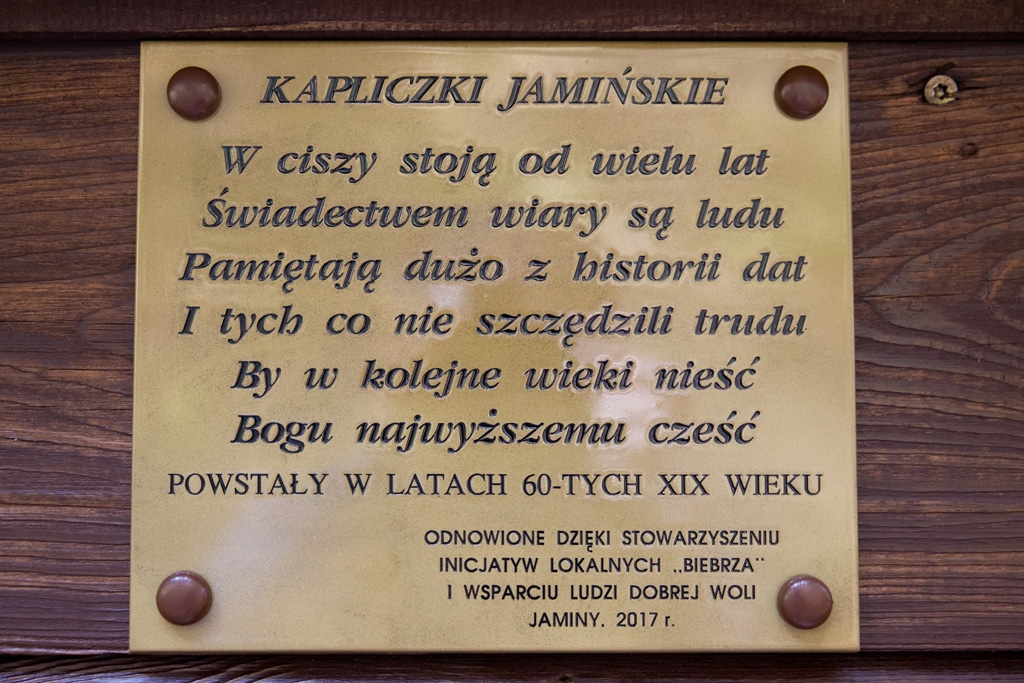 KAPLICZKI JAMIŃSKIE
W ciszy stoją od wielu lat
Świadectwem wiary są ludu
Pamiętają dużo z historii dat
I tych co nie szczędzili trudu
By w kolejne wieki nieść
Bogu najwyższemu cześć
POWSTAŁY W LATACH 60-TYCH XIX WIEKU
ODNOWIONE DZIĘKI STOWARZYSZENIU
INICJATYW LOKALNYCH ,,BIEBRZA"
I WSPARCIU LUDZI DOBREJ WOLI
JAMINY. 2017 r.